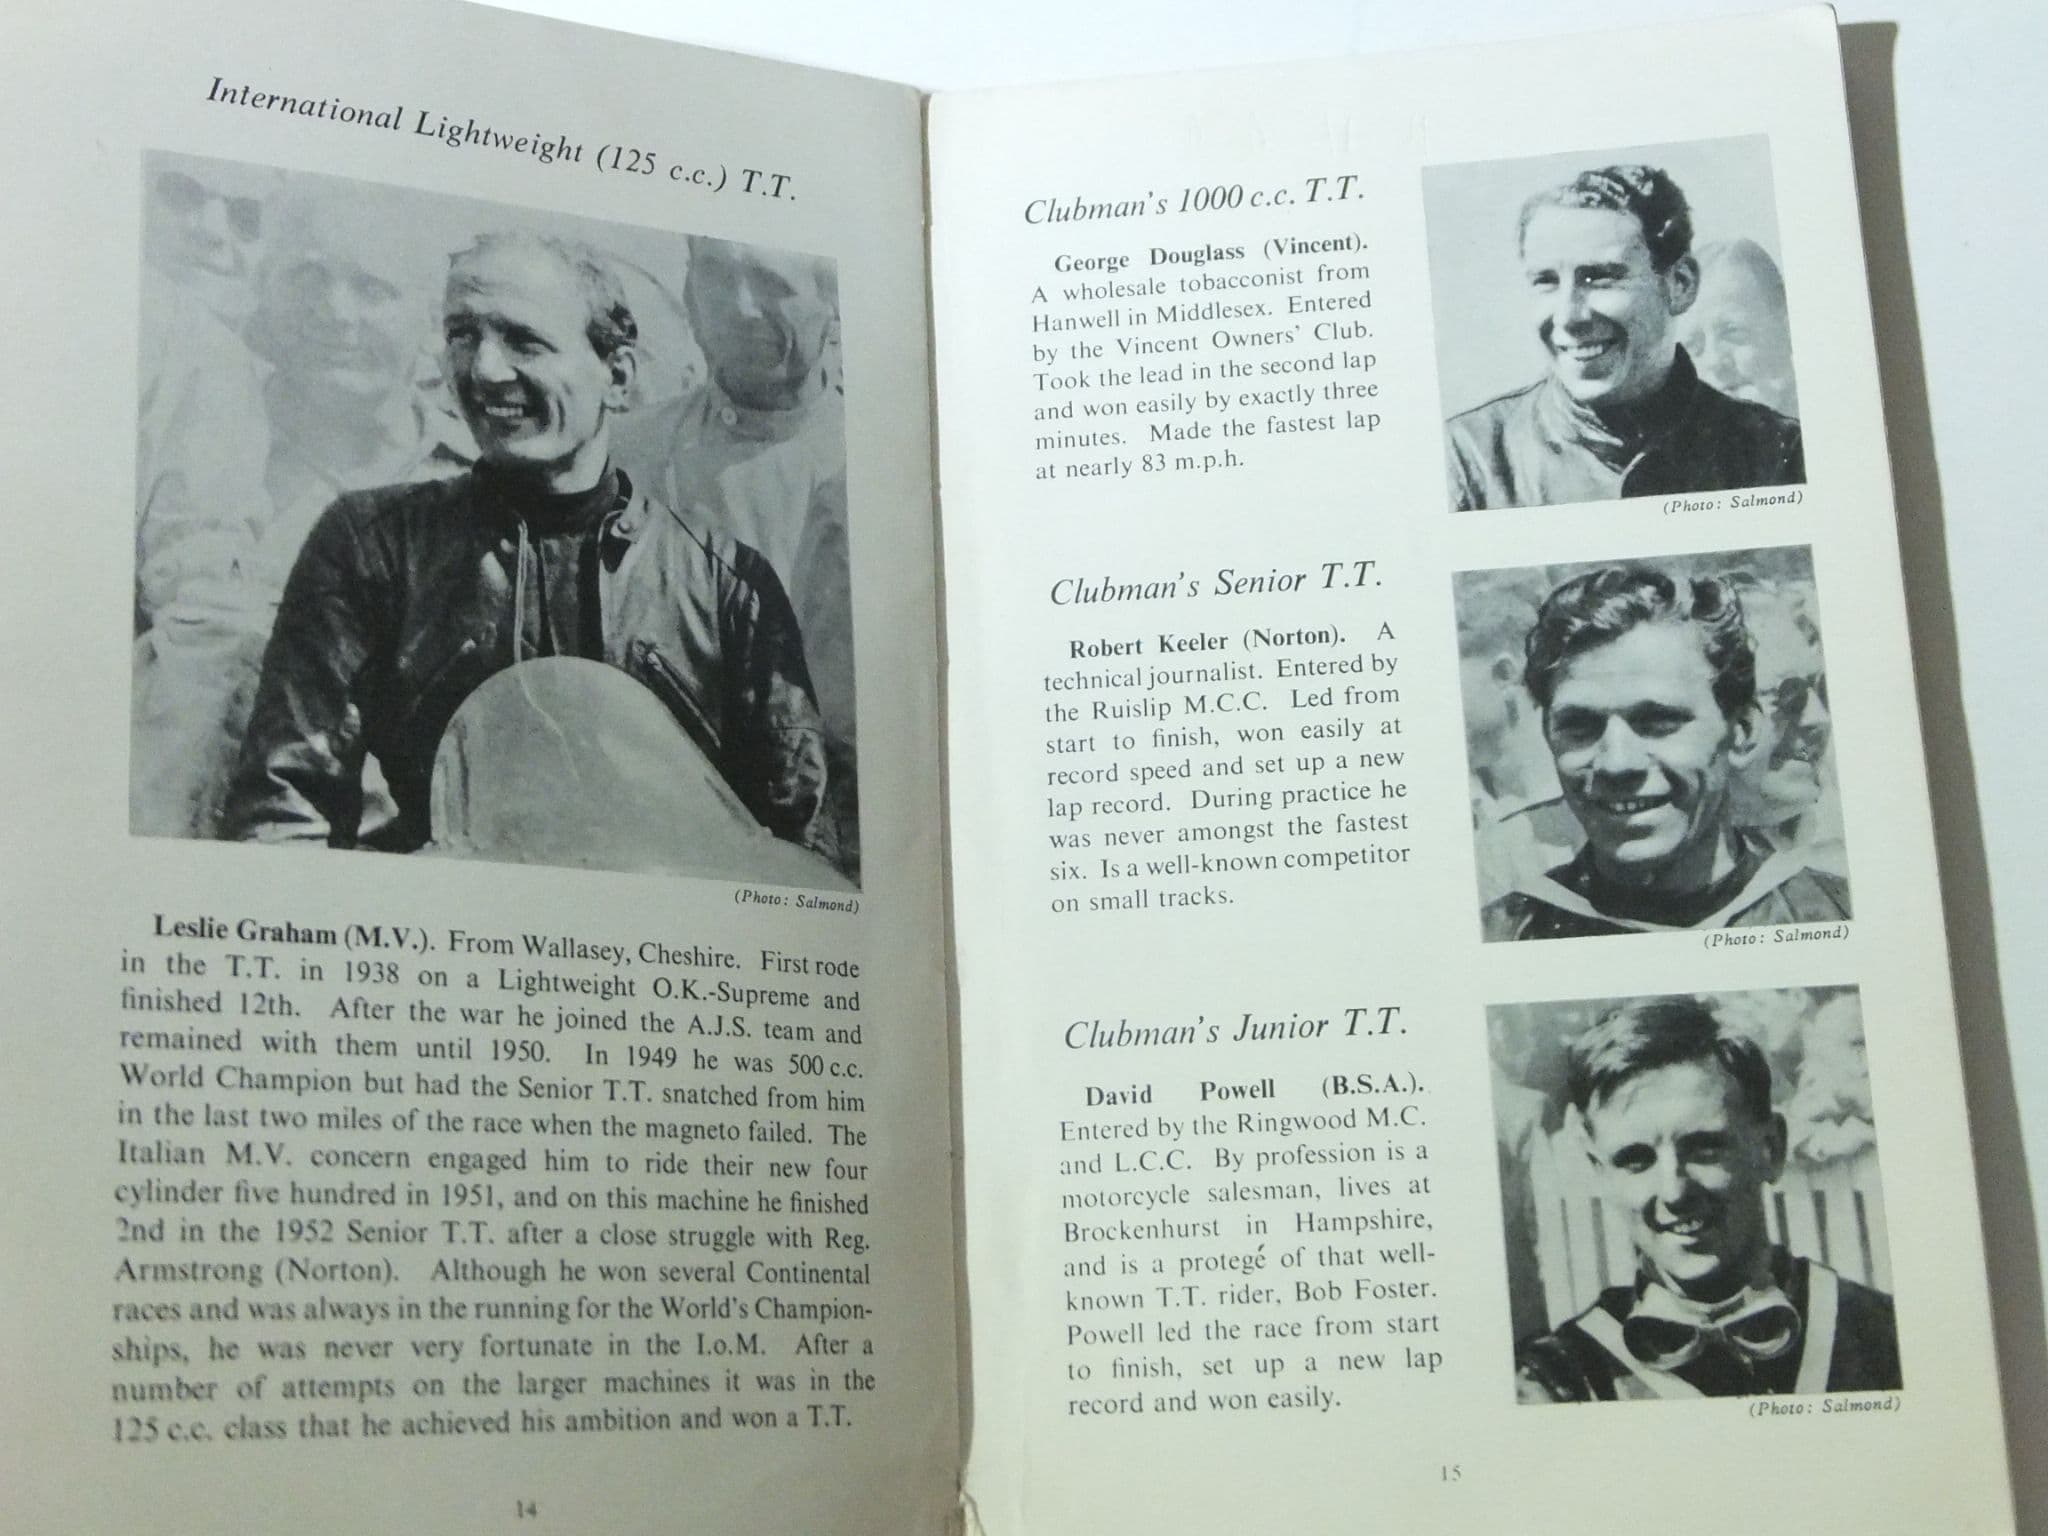 International Lightweight (125 c.c.) T.T.
(Photo: Salmond)
Leslie Graham (M.V.). From Wallasey, Cheshire. First rode
in the T.T. in 1938 on a Lightweight O.K.-Supreme and
finished 12th. After the war he joined the A.J.S. team and
remained with them until 1950. In 1949 he was 500 c.c.
World Champion but had the Senior T.T. snatched from him
in the last two miles of the race when the magneto failed. The
Italian M.V. concern engaged him to ride their new four
cylinder five hundred in 1951, and on this machine he finished
2nd in the 1952 Senior T.T. after a close struggle with Reg.
Armstrong (Norton). Although he won several Continental
races and was always in the running for the World's Champion-
ships, he was never very fortunate in the I.o.M. After a
number of attempts on the larger machines it was in the
125 c.c. class that he achieved his ambition and won a T.T.
14
Clubman's 1000 c.c. T.T.
George Douglass (Vincent).
A wholesale tobacconist from
Hanwell in Middlesex. Entered
by the Vincent Owners' Club.
Took the lead in the second lap
and won easily by exactly three
minutes. Made the fastest lap
at nearly 83 m.p.h.
(Photo: Salmond)
Clubman's Senior T.T.
Robert Keeler (Norton). A
technical journalist. Entered by
the Ruislip M.C.C. Led from
start to finish, won easily at
record speed and set up a new
lap record. During practice he
was never amongst the fastest
six. Is a well-known competitor
on small tracks.
(Photo: Salmond)
Clubman's Junior T.T.
David Powell (B.S.A.).
Entered by the Ringwood M.C.
and L.C.C. By profession is a
motorcycle salesman, lives at
Brockenhurst in Hampshire,
and is a protegé of that well-
known T.T. rider, Bob Foster.
Powell led the race from start
to finish, set up a new lap
record and won easily.
(Photo: Salmond)
15